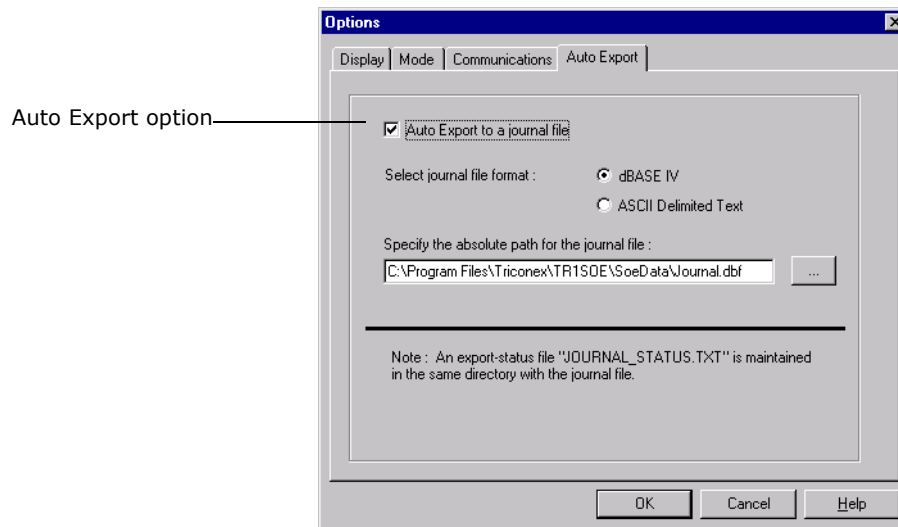 Options
Display Mode Communications Auto Export
Auto Export option
Auto Export to a journal file
Select journal file format : dBASE IV
ASCII Delimited Text
Specify the absolute path for the journal file :
C:\Program Files\Triconex\TR1SOE\SoeData\Journal.dbf ...
Note : An export-status file "JOURNAL_STATUS.TXT" is maintained
in the same directory with the journal file.
OK Cancel Help